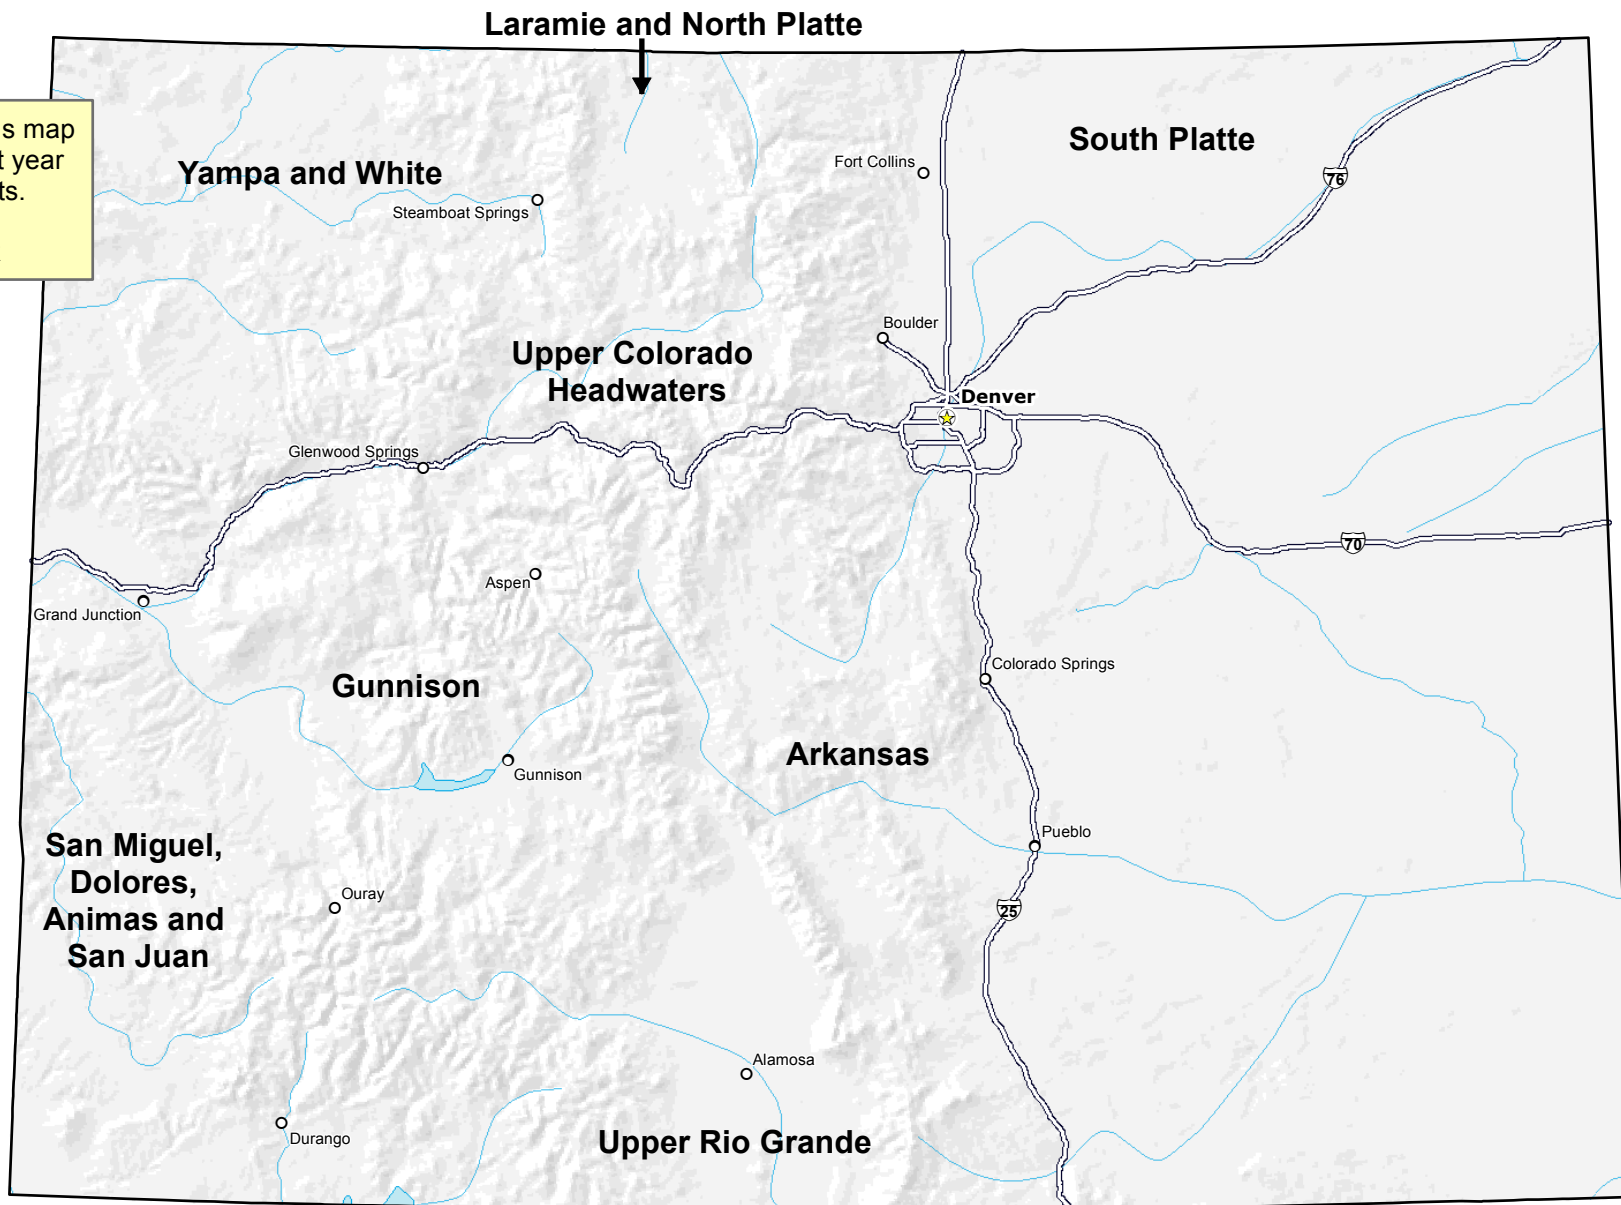 Laramie and North Platte
s map
t year
ts.
South Platte
Fort Collins
Yampa and White
76
Steamboat Springs
Boulder
Upper Colorado
Headwaters
Denver
Glenwood Springs
70
Aspen
Grand Junction
Colorado Springs
Gunnison
Arkansas
Gunnison
Pueblo
San Miguel,
Dolores,
Animas and
San Juan
Ouray
25
Alamosa
Durango
Upper Rio Grande